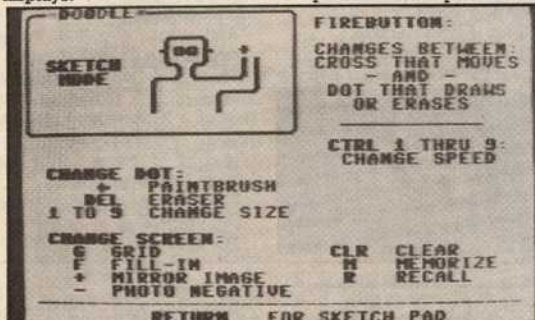 DOODLE
SKETCH
MODE
FIREBUTTON:
CHANGES BETWEEN:
CROSS THAT MOVES
- AND -
DOT THAT DRAWS
OR ERASES
CTRL 1 THRU 9:
CHANGE SPEED
CHANGE DOT:
← PAINTBRUSH
DEL ERASER
1 TO 9 CHANGE SIZE
CHANGE SCREEN:
G GRID
F FILL-IN
+ MIRROR IMAGE
- PHOTO NEGATIVE
CLR CLEAR
M MEMORIZE
R RECALL
RETURN FOR SKETCH PAD